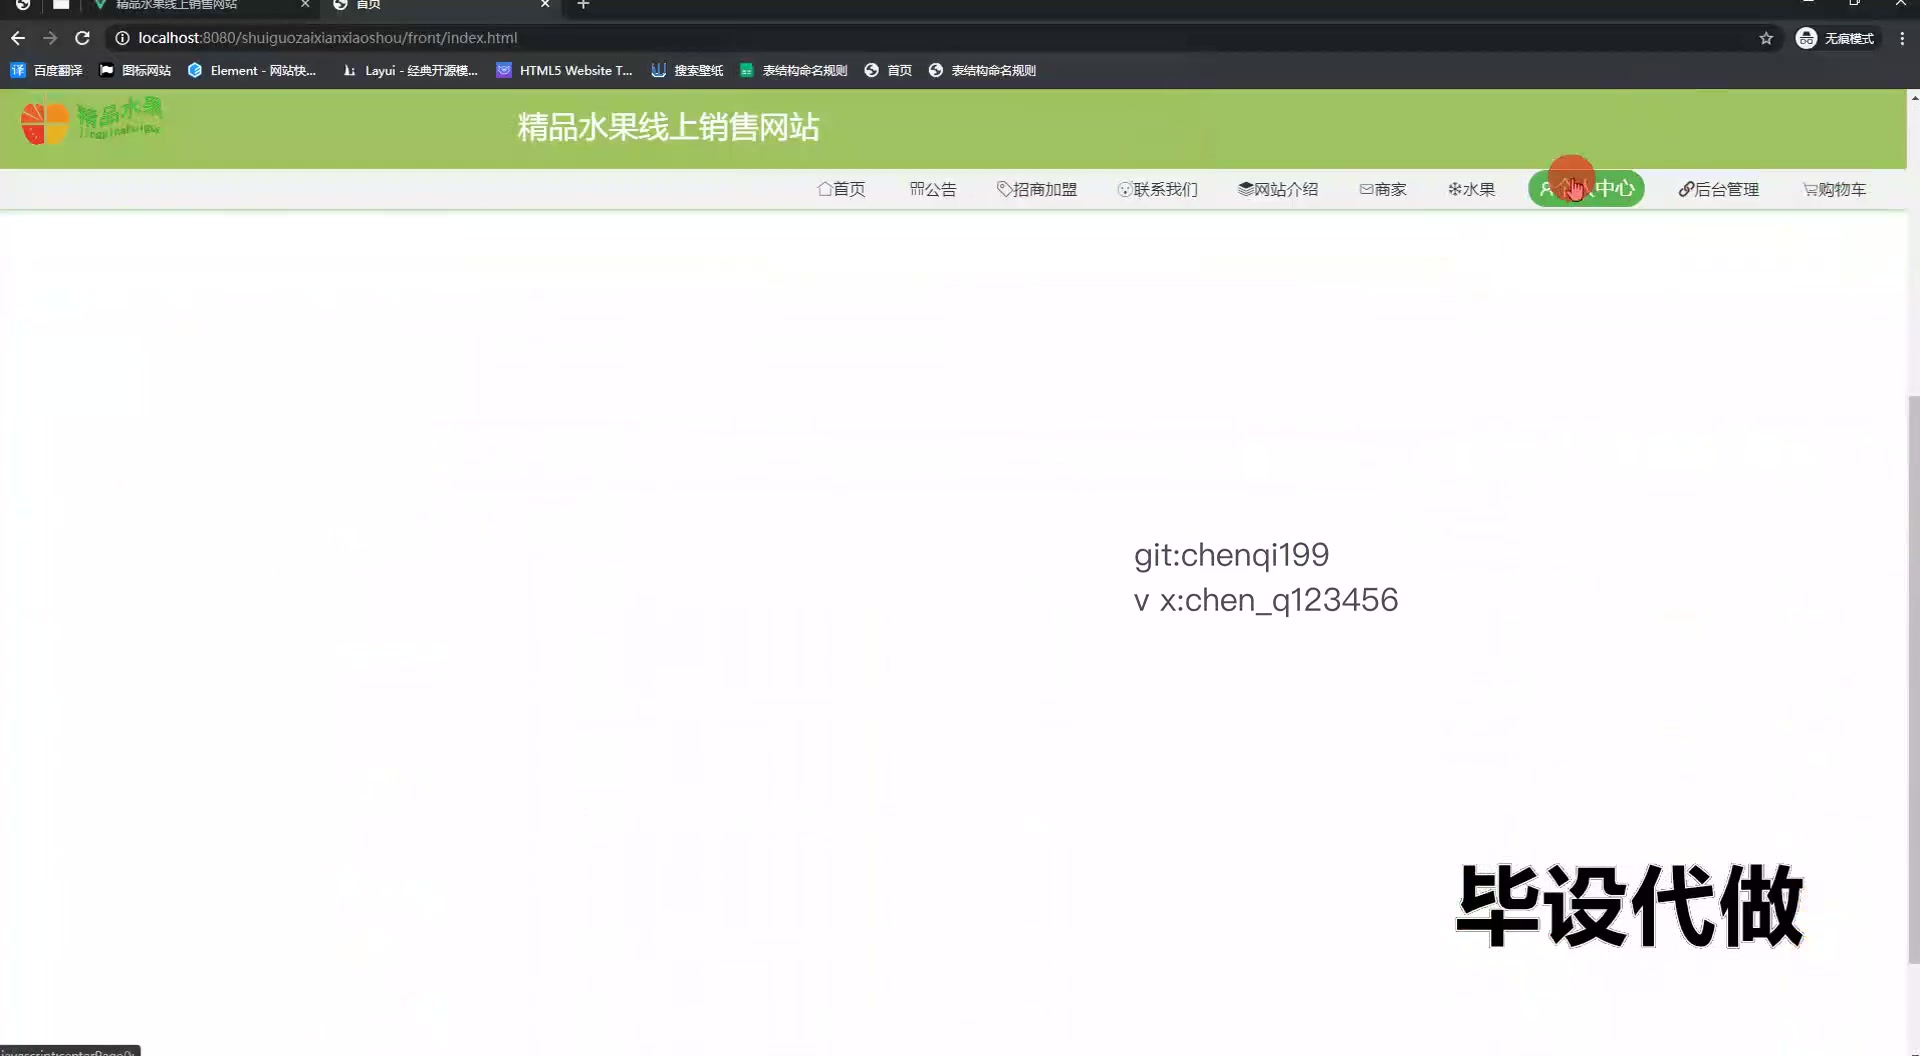 精品水果线上销售网站
首页
localhost:8080/shuiguozaixianxiaoshou/front/index.html
无痕模式
百度翻译
图标网站
Element - 网站快...
Layui - 经典开源模...
HTML5 Website T...
搜索壁纸
表结构命名规则
首页
表结构命名规则
精品水果
精品水果线上销售网站
首页
公告
招商加盟
联系我们
网站介绍
商家
水果
个人中心
后台管理
购物车
git:chenqi199
v x:chen_q123456
毕设代做